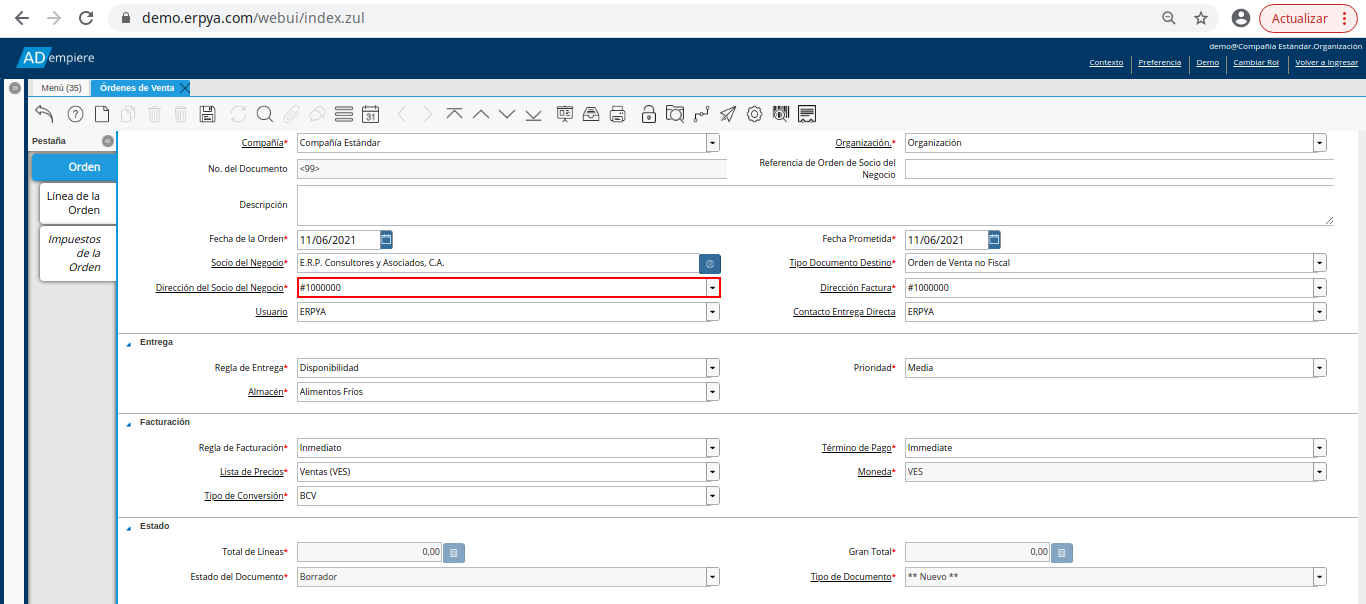 demo.erpya.com/webui/index.zul
Actualizar
ADempiere
demo@Compañía Estándar.Organización
Contexto
Preferencia
Demo
Cambiar Rol
Volver a Ingresar
Menú (35)
Órdenes de Venta
31
Pestaña
Orden
Línea de la
Orden
Impuestos
de la
Orden
Compañía*
Compañía Estándar
Organización.*
Organización
No. del Documento
<99>
Referencia de Orden de Socio del
Negocio
Descripción
Fecha de la Orden*
11/06/2021
Fecha Prometida*
11/06/2021
Socio del Negocio*
E.R.P. Consultores y Asociados, C.A.
Tipo Documento Destino*
Orden de Venta no Fiscal
Dirección del Socio del Negocio*
#1000000
Dirección Factura*
#1000000
Usuario
ERPYA
Contacto Entrega Directa
ERPYA
Entrega
Regla de Entrega*
Disponibilidad
Prioridad*
Media
Almacén*
Alimentos Fríos
Facturación
Regla de Facturación*
Inmediato
Término de Pago*
Immediate
Lista de Precios*
Ventas (VES)
Moneda*
VES
Tipo de Conversión*
BCV
Estado
Total de Líneas*
0,00
Gran Total*
0,00
Estado del Documento*
Borrador
Tipo de Documento*
** Nuevo **